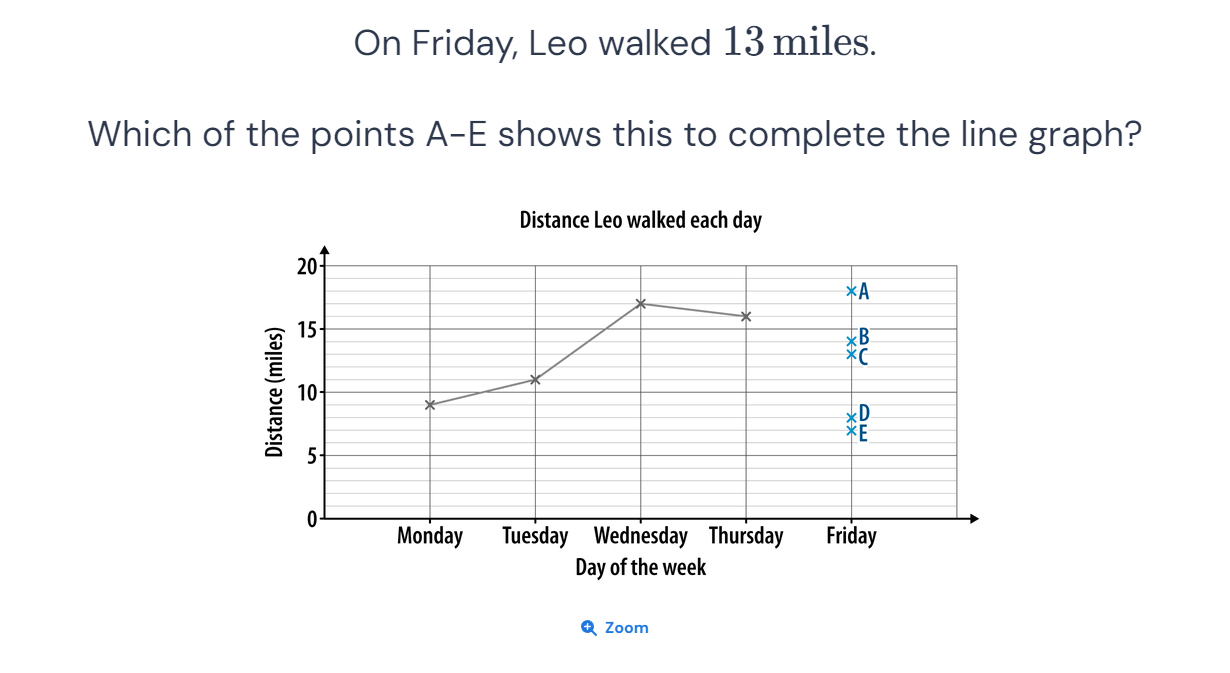 On Friday, Leo walked 13 miles.
Which of the points A–E shows this to complete the line graph?
Distance Leo walked each day
20
15
10
5
0
Distance (miles)
A
B
C
D
E
Monday Tuesday Wednesday Thursday Friday
Day of the week
Zoom